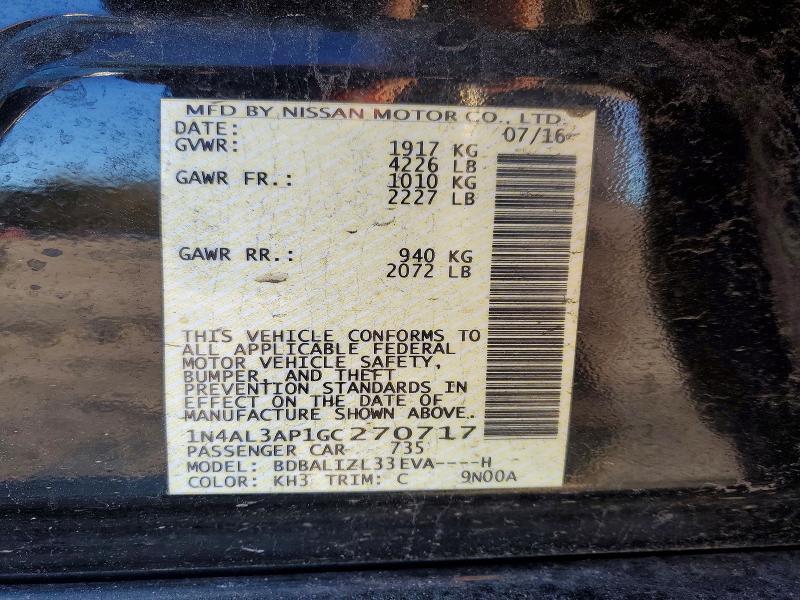 MFD BY NISSAN MOTOR CO., LTD.
DATE: 07/16
GVWR: 1917 KG
4226 LB
GAWR FR.: 1010 KG
2227 LB
GAWR RR.: 940 KG
2072 LB
THIS VEHICLE CONFORMS TO
ALL APPLICABLE FEDERAL
MOTOR VEHICLE SAFETY,
BUMPER, AND THEFT
PREVENTION STANDARDS IN
EFFECT ON THE DATE OF
MANUFACTURE SHOWN ABOVE.
1N4AL3AP1GC270717
PASSENGER CAR 735
MODEL: BDBALIZL33EVA----H
COLOR: KH3 TRIM: C 9N00A